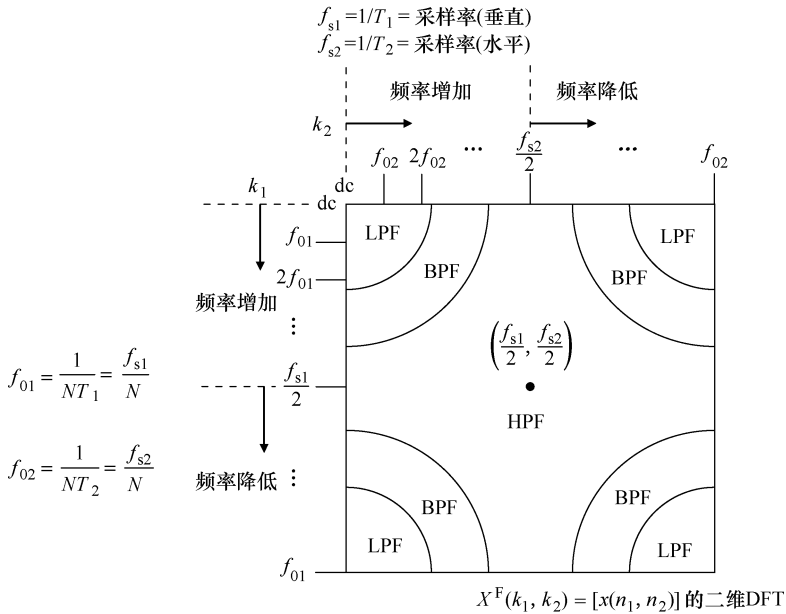 f_s1 =1/T_1 = 采样率(垂直)
f_s2 =1/T_2 = 采样率(水平)
频率增加 频率降低
k_2
f_02 2f_02 ··· f_s2/2 ··· f_02
k_1 dc
dc
LPF LPF
f_01
BPF BPF
2f_01
频率增加
⋮
(f_s1/2, f_s2/2)
f_01 = 1/NT_1 = f_s1/N
f_s1/2
HPF
f_02 = 1/NT_2 = f_s2/N
频率降低 ⋮
BPF BPF
LPF LPF
f_01
X^F(k_1, k_2) = [x(n_1, n_2)] 的二维DFT